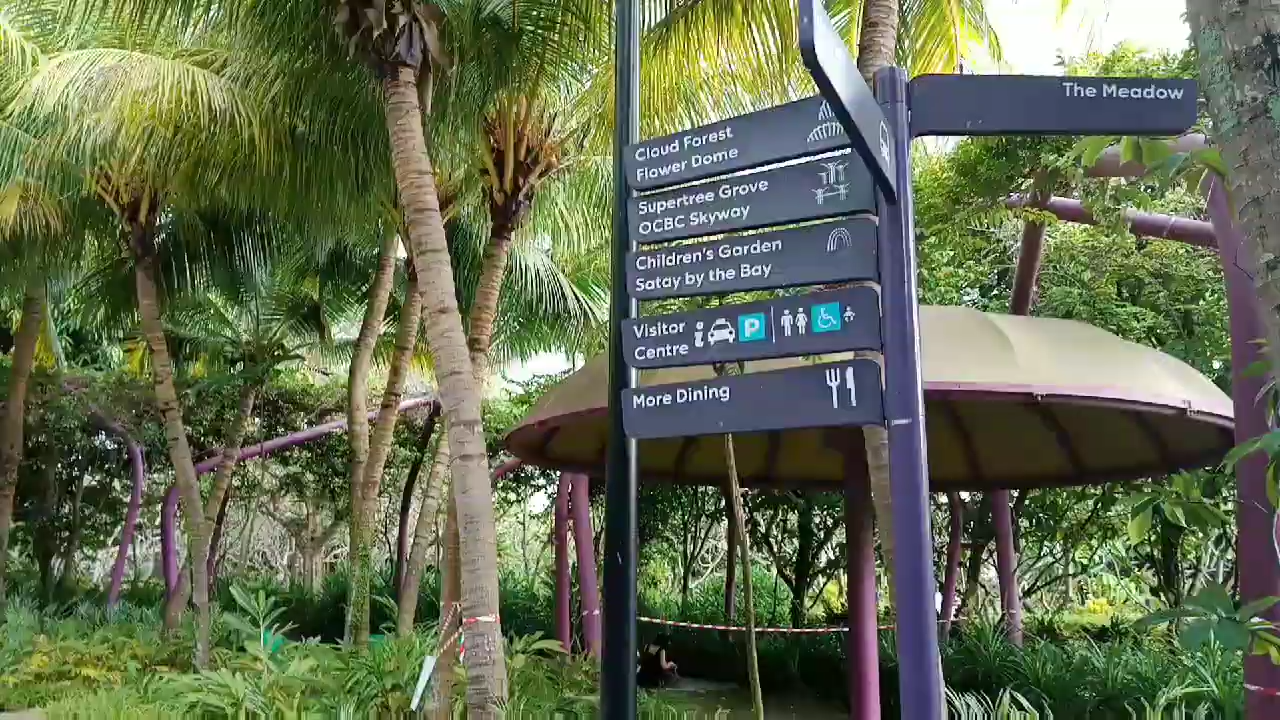 The Meadow
Cloud Forest
Flower Dome
Supertree Grove
OCBC Skyway
Children's Garden
Satay by the Bay
Visitor
Centre
P
More Dining